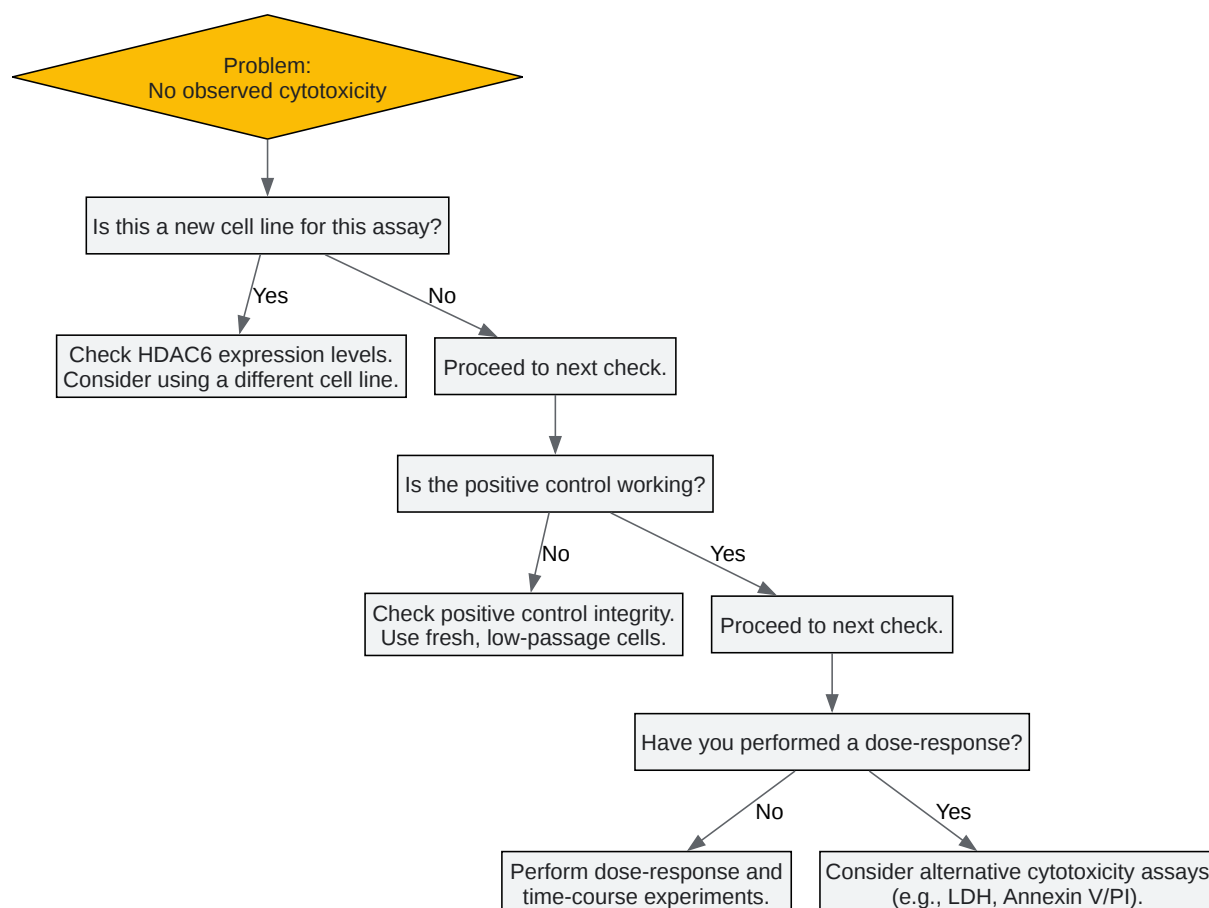 Problem:
No observed cytotoxicity
Is this a new cell line for this assay?
Yes
No
Check HDAC6 expression levels.
Consider using a different cell line.
Proceed to next check.
Is the positive control working?
No
Yes
Check positive control integrity.
Use fresh, low-passage cells.
Proceed to next check.
Have you performed a dose-response?
No
Yes
Perform dose-response and
time-course experiments.
Consider alternative cytotoxicity assays
(e.g., LDH, Annexin V/PI).